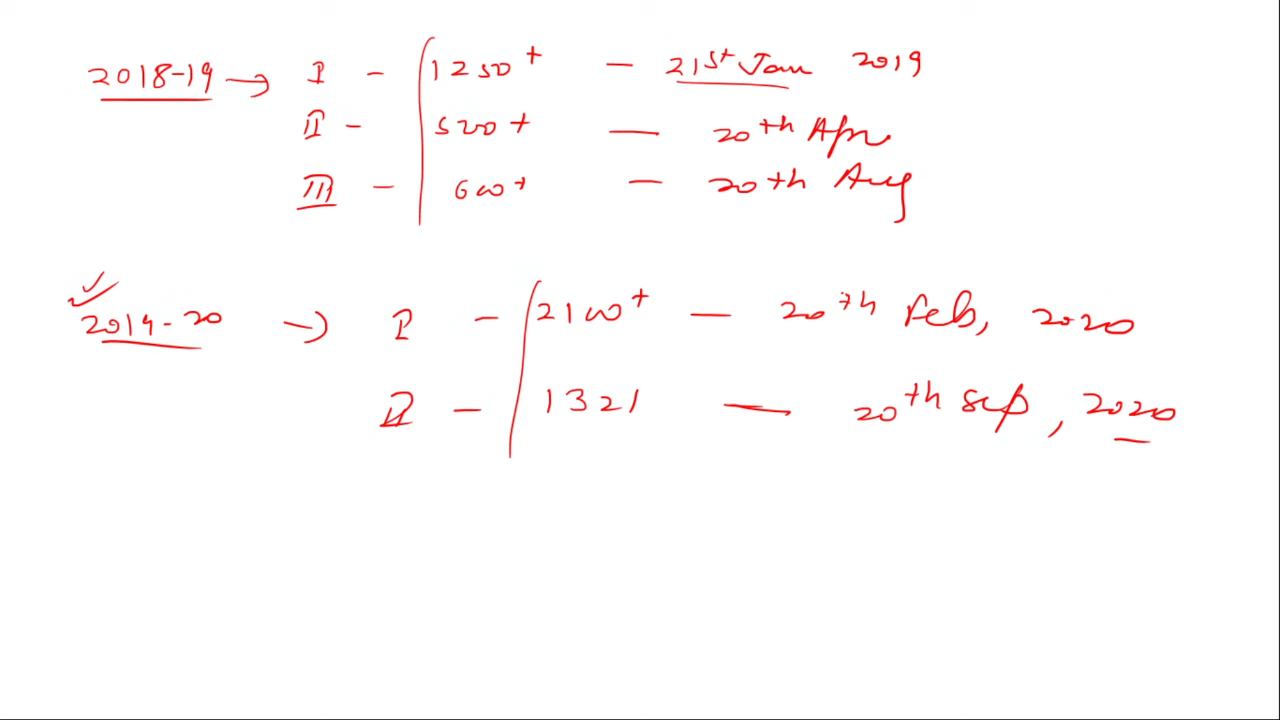 2018-19 → I - 1250+ - 21st Jan 2019
II - 500+ - 20th Apr
III - 600+ - 20th Aug
2019-20 → I - 2100+ - 20th Feb, 2020
II - 1321 - 20th Sep, 2020